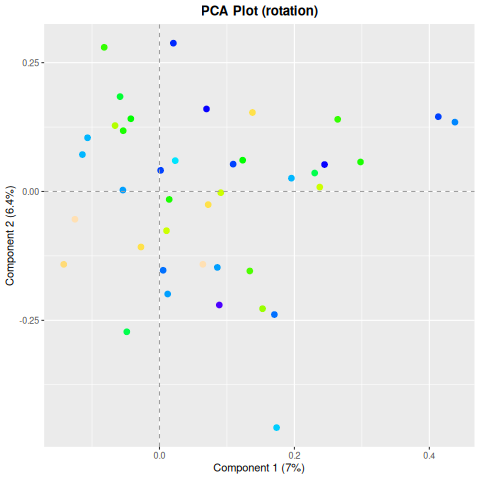 PCA Plot (rotation)
0.25
0.00
-0.25
Component 2 (6.4%)
0.0
0.2
0.4
Component 1 (7%)